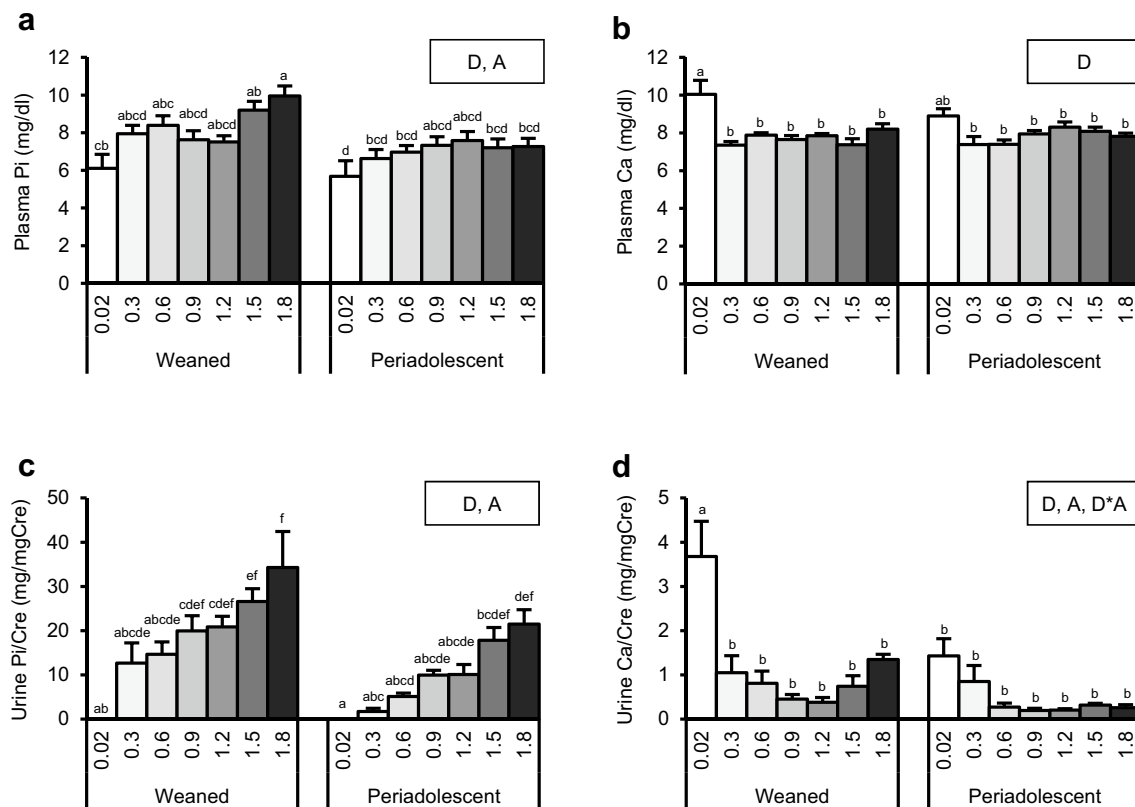 a
D, A
Plasma Pi (mg/dl)
12
10
8
6
4
2
0
cb
abcd
abc
abcd
abcd
ab
a
d
bcd
bcd
abcd
abcd
bcd
bcd
0.02 0.3 0.6 0.9 1.2 1.5 1.8 0.02 0.3 0.6 0.9 1.2 1.5 1.8
Weaned Periadolescent
b
D
Plasma Ca (mg/dl)
12
10
8
6
4
2
0
a
b
b
b
b
b
b
ab
b
b
b
b
b
b
0.02 0.3 0.6 0.9 1.2 1.5 1.8 0.02 0.3 0.6 0.9 1.2 1.5 1.8
Weaned Periadolescent
c
D, A
Urine Pi/Cre (mg/mgCre)
50
40
30
20
10
0
ab
abcde
abcde
cdef
cdef
ef
f
a
abc
abcd
abcde
abcde
bcdef
def
0.02 0.3 0.6 0.9 1.2 1.5 1.8 0.02 0.3 0.6 0.9 1.2 1.5 1.8
Weaned Periadolescent
d
D, A, D*A
Urine Ca/Cre (mg/mgCre)
5
4
3
2
1
0
a
b
b
b
b
b
b
b
b
b
b
b
b
b
0.02 0.3 0.6 0.9 1.2 1.5 1.8 0.02 0.3 0.6 0.9 1.2 1.5 1.8
Weaned Periadolescent